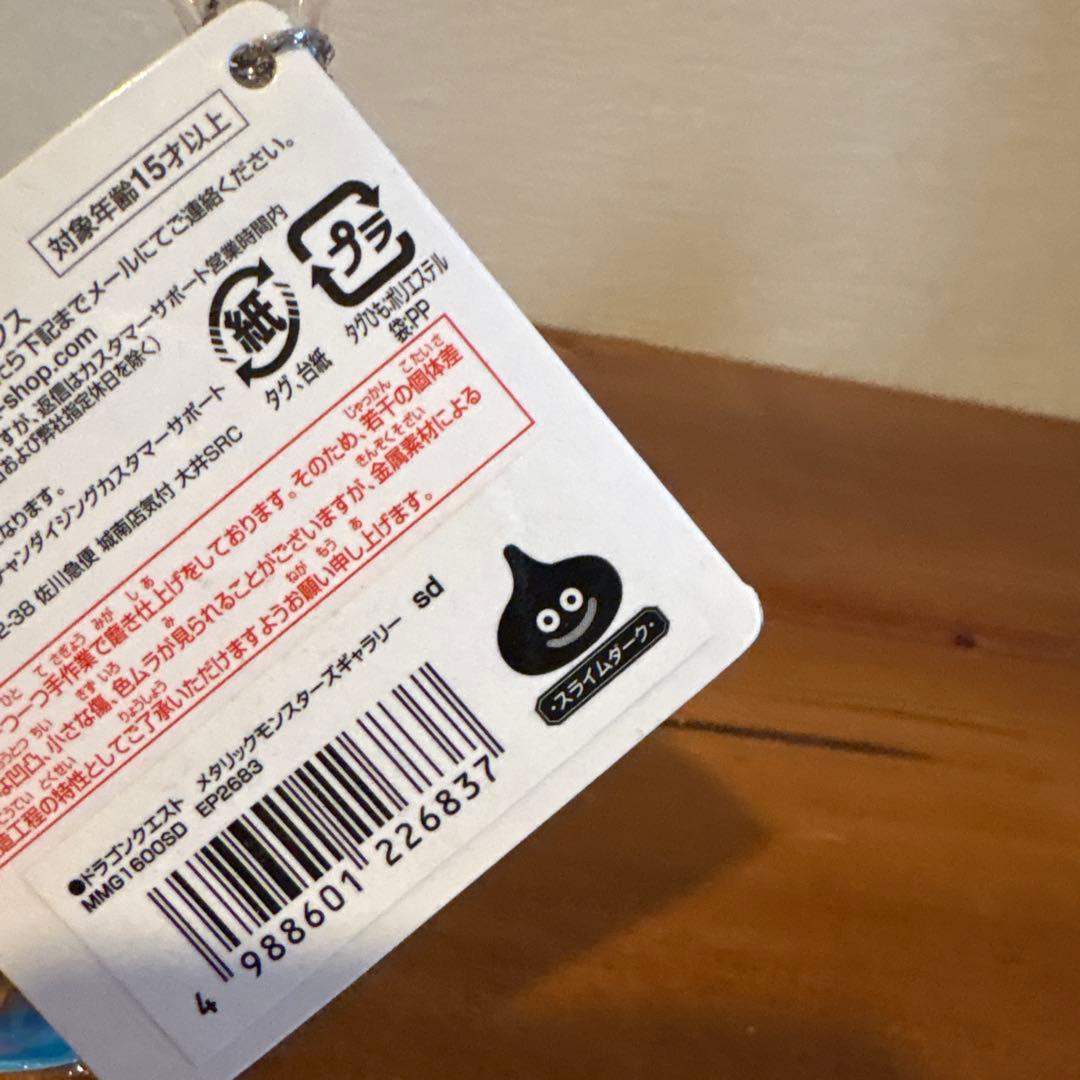 対象年齢15才以上
下記までメールにてご連絡ください。
-shop.com
すが、返信はカスタマーサポート営業時間内
および弊社指定休日を除く)
なります。
チャンダイジングカスタマーサポート
2-38 佐川急便 城南店気付 大井SRC
紙
タグ、台紙
プラ
タグひも:ポリエステル
袋:PP
つ一つ手作業で磨き仕上げをしております。そのため、若干の個体差
凹凸、小さな傷、色ムラが見られることがございますが、金属素材による
造工程の特性としてご了承いただけますようお願い申し上げます。
●ドラゴンクエスト メタリックモンスターズギャラリー sd
MMG1600SD EP2683
4 988601 226837
・スライムダーク・